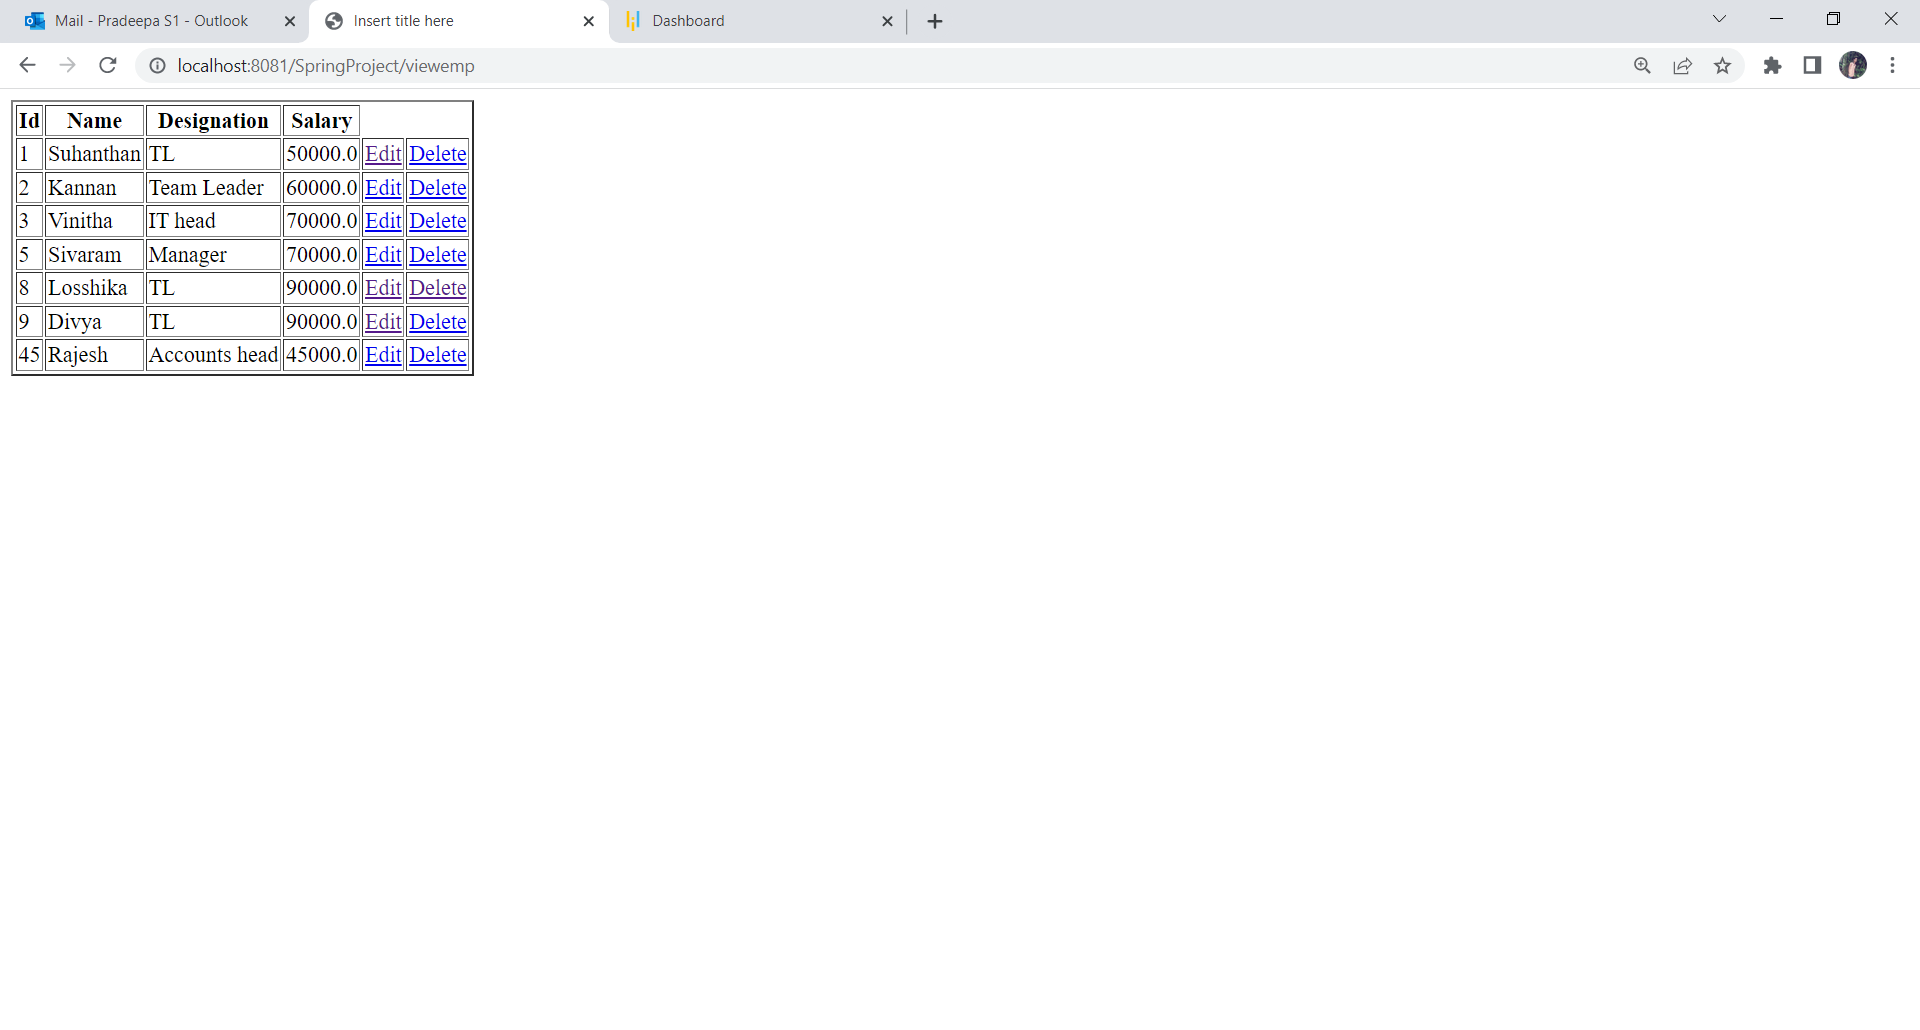 Mail - Pradeepa S1 - Outlook Insert title here Dashboard
localhost:8081/SpringProject/viewemp
Id Name Designation Salary
1 Suhanthan TL 50000.0 Edit Delete
2 Kannan Team Leader 60000.0 Edit Delete
3 Vinitha IT head 70000.0 Edit Delete
5 Sivaram Manager 70000.0 Edit Delete
8 Losshika TL 90000.0 Edit Delete
9 Divya TL 90000.0 Edit Delete
45 Rajesh Accounts head 45000.0 Edit Delete